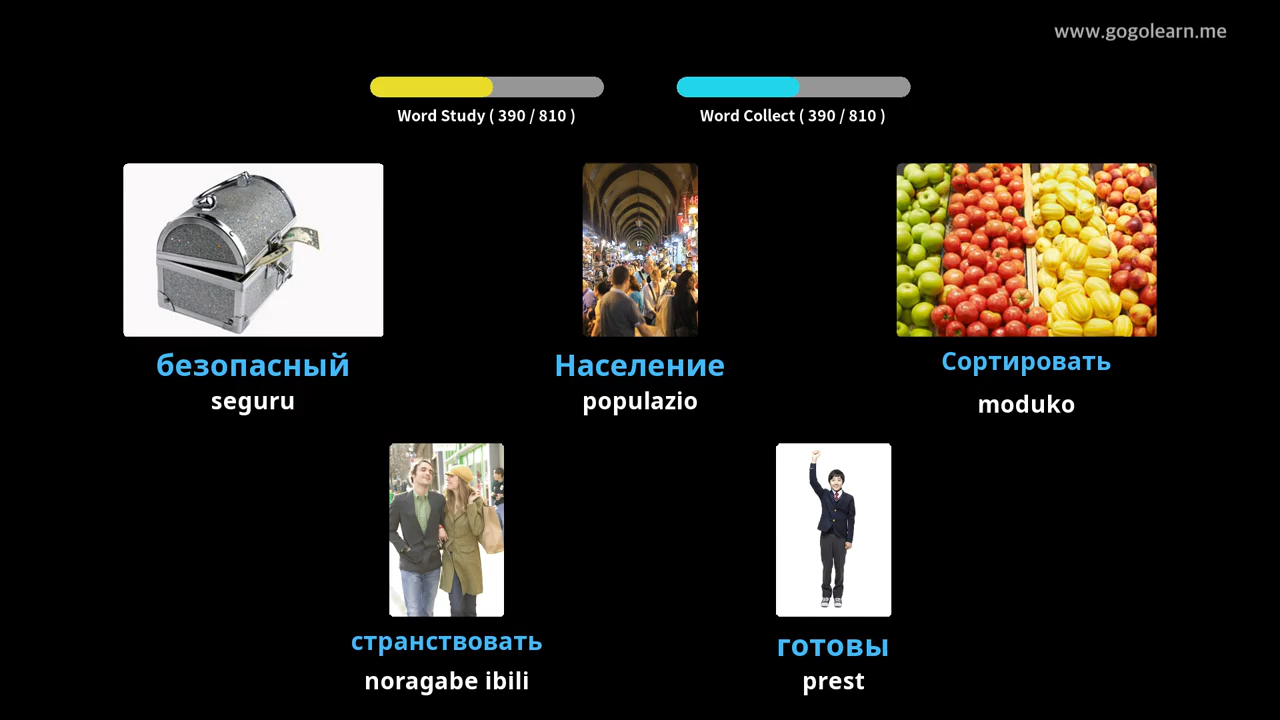 www.gogolearn.me
Word Study ( 390 / 810 )
Word Collect ( 390 / 810 )
безопасный
seguru
Население
populazio
Сортировать
moduko
странствовать
noragabe ibili
готовы
prest